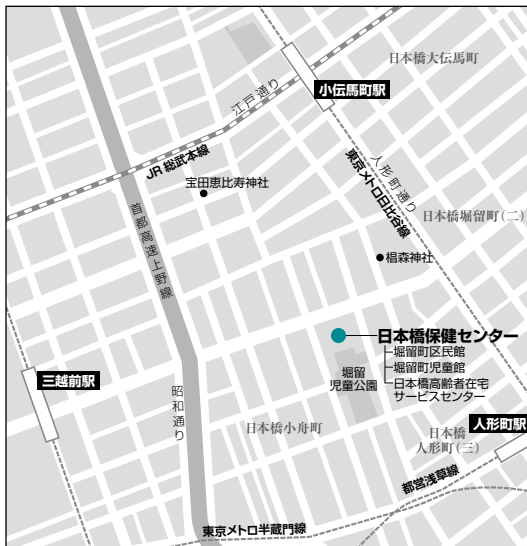 日本橋大伝馬町
小伝馬町駅
江戸通り
JR 総武本線
人形町通り
東京メトロ日比谷線
宝田恵比寿神社
日本橋堀留町(二)
首都高速上野線
椙森神社
日本橋保健センター
堀留町区民館
堀留町児童館
日本橋高齢者在宅
サービスセンター
堀留
児童公園
三越前駅
昭和通り
日本橋小舟町
人形町駅
日本橋
人形町(三)
都営浅草線
東京メトロ半蔵門線